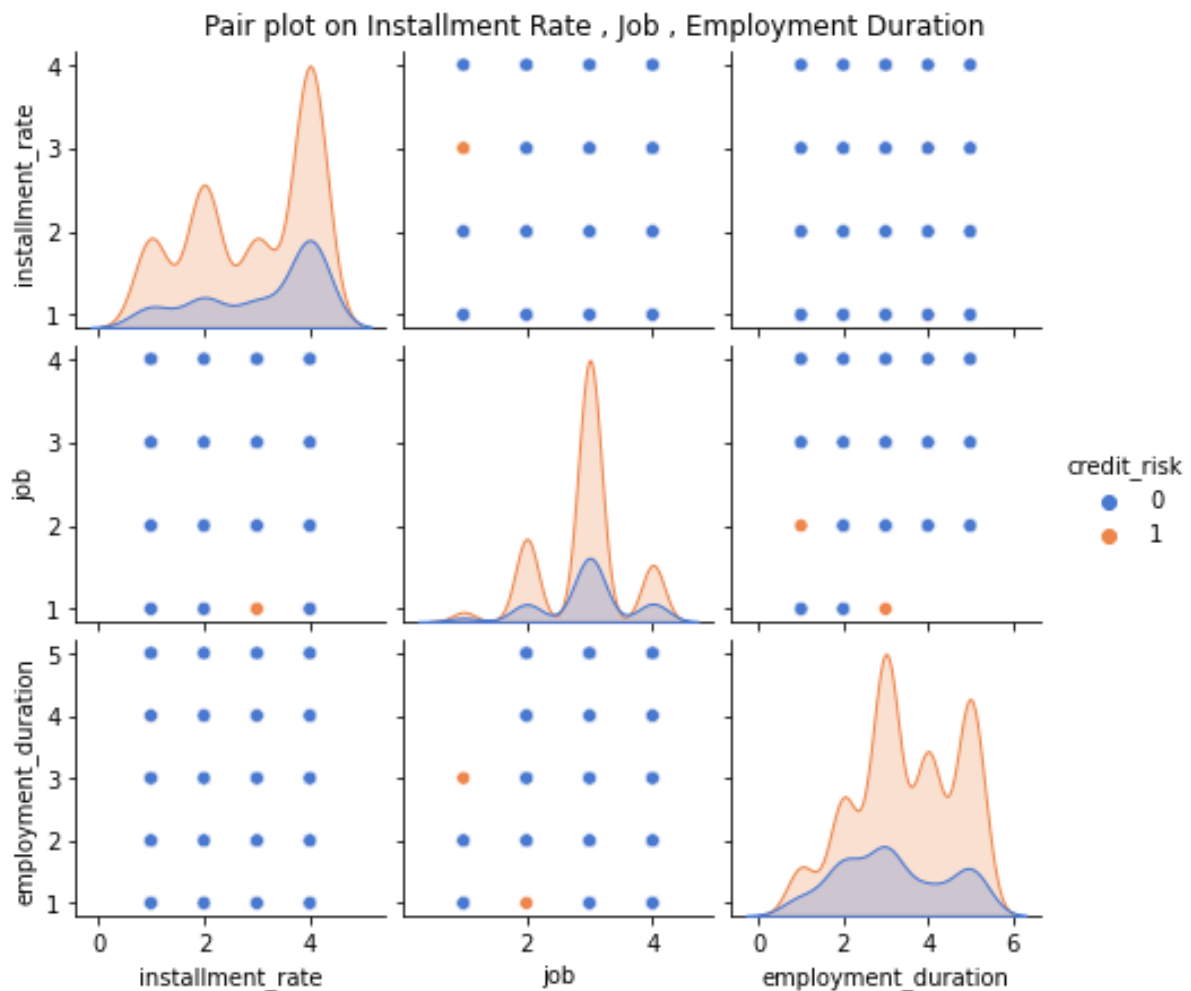 Pair plot on Installment Rate , Job , Employment Duration
installment_rate
4
3
2
1
job
4
3
2
1
employment_duration
5
4
3
2
1
0 2 4
installment_rate
2 4
job
0 2 4 6
employment_duration
credit_risk
0
1